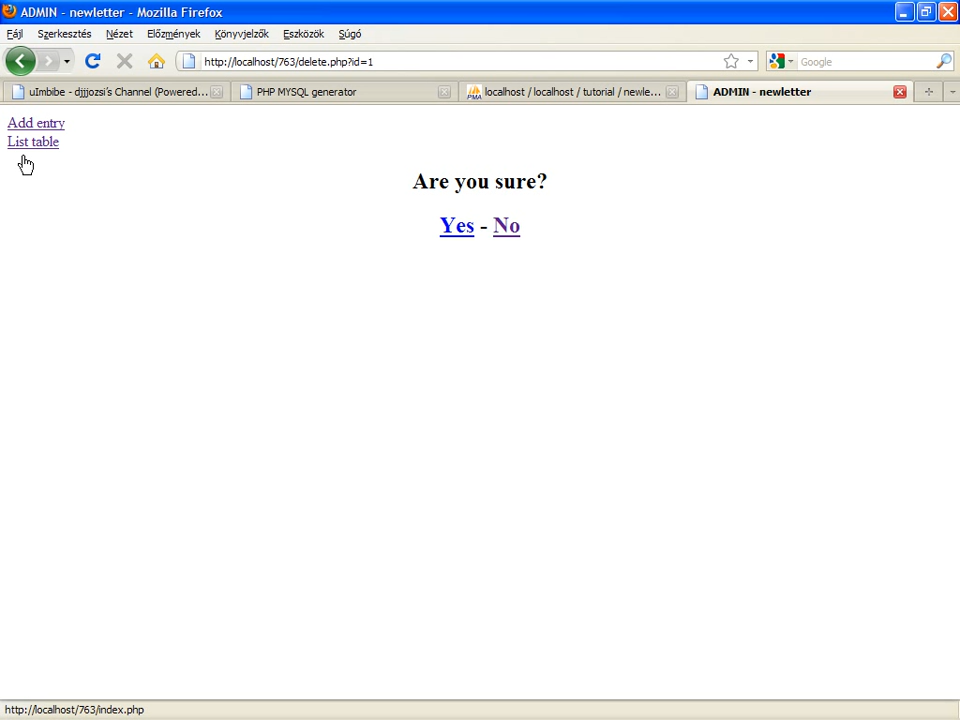 ADMIN - newletter - Mozilla Firefox
Fájl Szerkesztés Nézet Előzmények Könyvjelzők Eszközök Súgó
http://localhost/763/delete.php?id=1 Google
uImbibe - djjjozsi's Channel (Powered... PHP MYSQL generator PMA localhost / localhost / tutorial / newle... ADMIN - newletter
Add entry
List table
Are you sure?
Yes - No
http://localhost/763/index.php